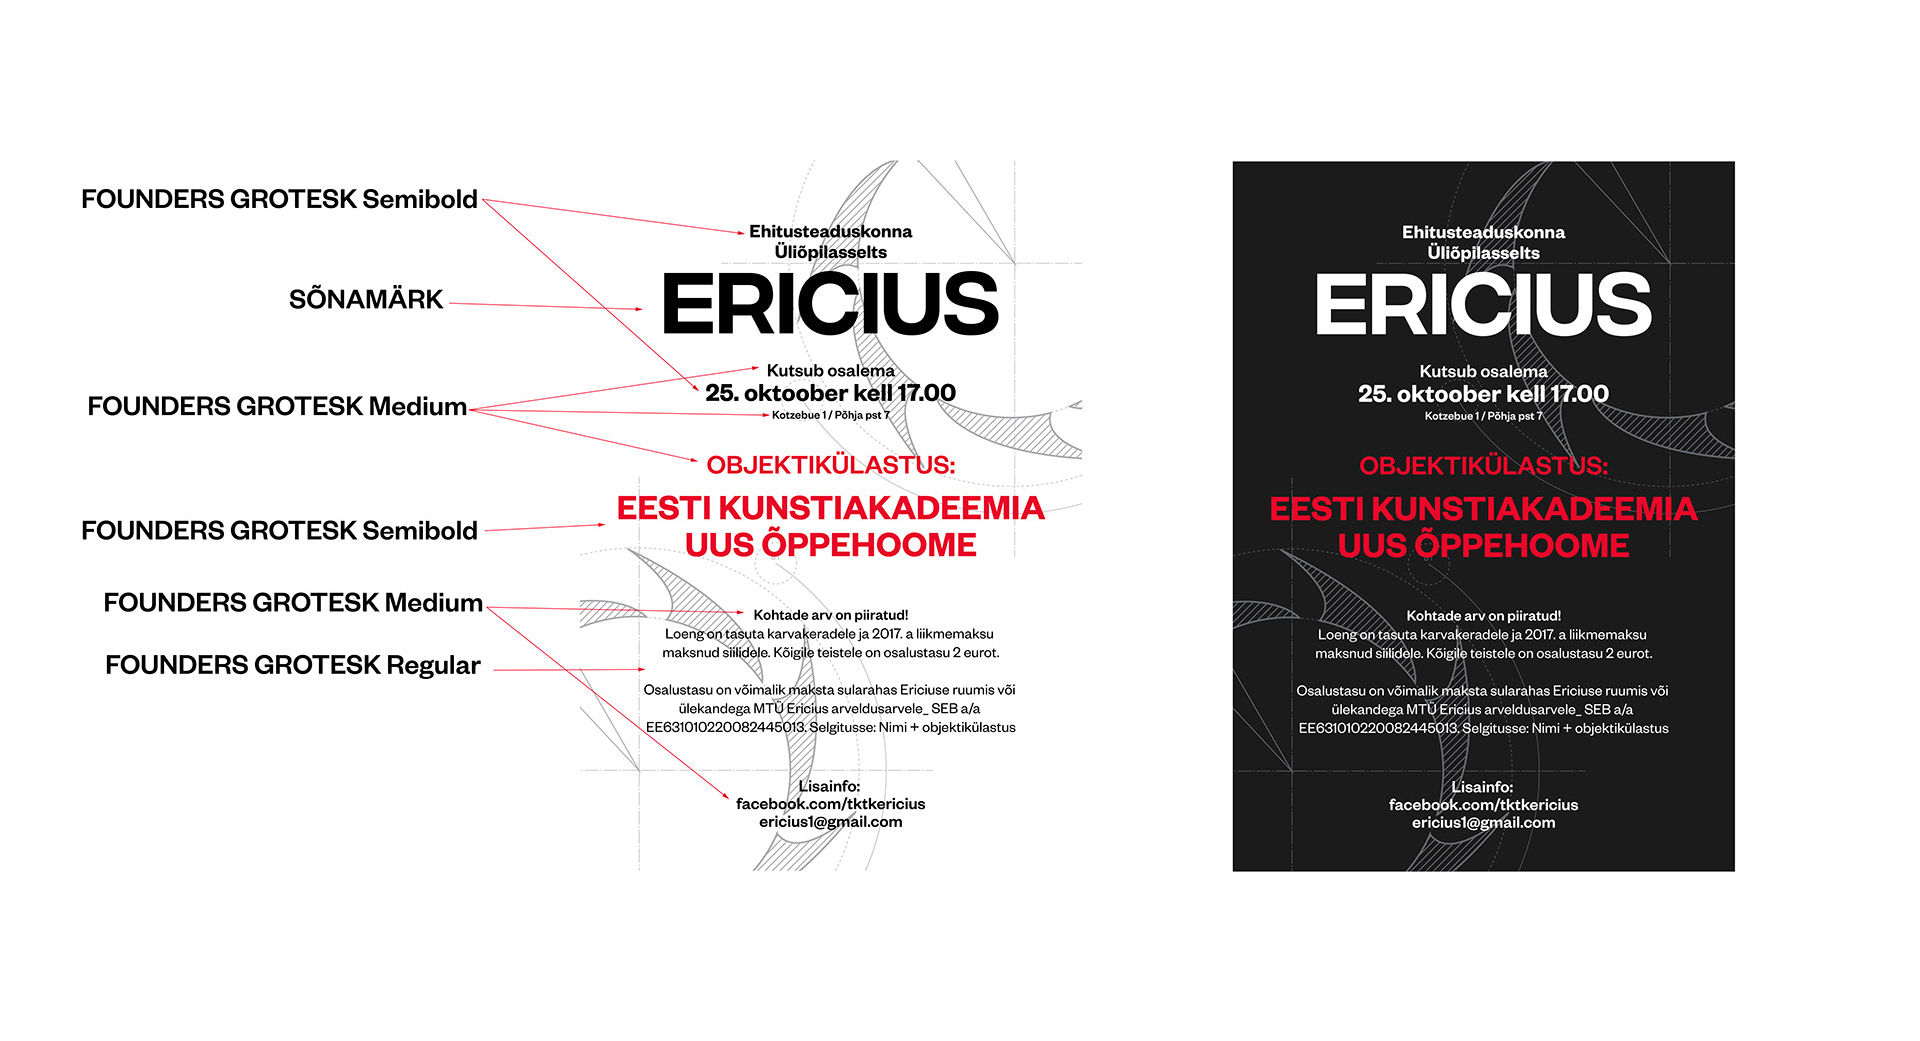 FOUNDERS GROTESK Semibold
SÕNAMÄRK
FOUNDERS GROTESK Medium
FOUNDERS GROTESK Semibold
FOUNDERS GROTESK Medium
FOUNDERS GROTESK Regular
Ehitusteaduskonna
Üliõpilasselts
ERICIUS
Kutsub osalema
25. oktoober kell 17.00
Kotzebue 1 / Põhja pst 7
OBJEKTIKÜLASTUS:
EESTI KUNSTIAKADEEMIA
UUS ÕPPEHOOME
Kohtade arv on piiratud!
Loeng on tasuta karvakeradele ja 2017. a liikmemaksu
maksnud siilidele. Kõigile teistele on osalustasu 2 eurot.
Osalustasu on võimalik maksta sularahas Ericiuse ruumis või
ülekandega MTÜ Ericius arveldusarvele_ SEB a/a
EE631010220082445013. Selgitusse: Nimi + objektikülastus
Lisainfo:
facebook.com/tktkericius
ericius1@gmail.com
Ehitusteaduskonna
Üliõpilasselts
ERICIUS
Kutsub osalema
25. oktoober kell 17.00
Kotzebue 1 / Põhja pst 7
OBJEKTIKÜLASTUS:
EESTI KUNSTIAKADEEMIA
UUS ÕPPEHOOME
Kohtade arv on piiratud!
Loeng on tasuta karvakeradele ja 2017. a liikmemaksu
maksnud siilidele. Kõigile teistele on osalustasu 2 eurot.
Osalustasu on võimalik maksta sularahas Ericiuse ruumis või
ülekandega MTÜ Ericius arveldusarvele_ SEB a/a
EE631010220082445013. Selgitusse: Nimi + objektikülastus
Lisainfo:
facebook.com/tktkericius
ericius1@gmail.com